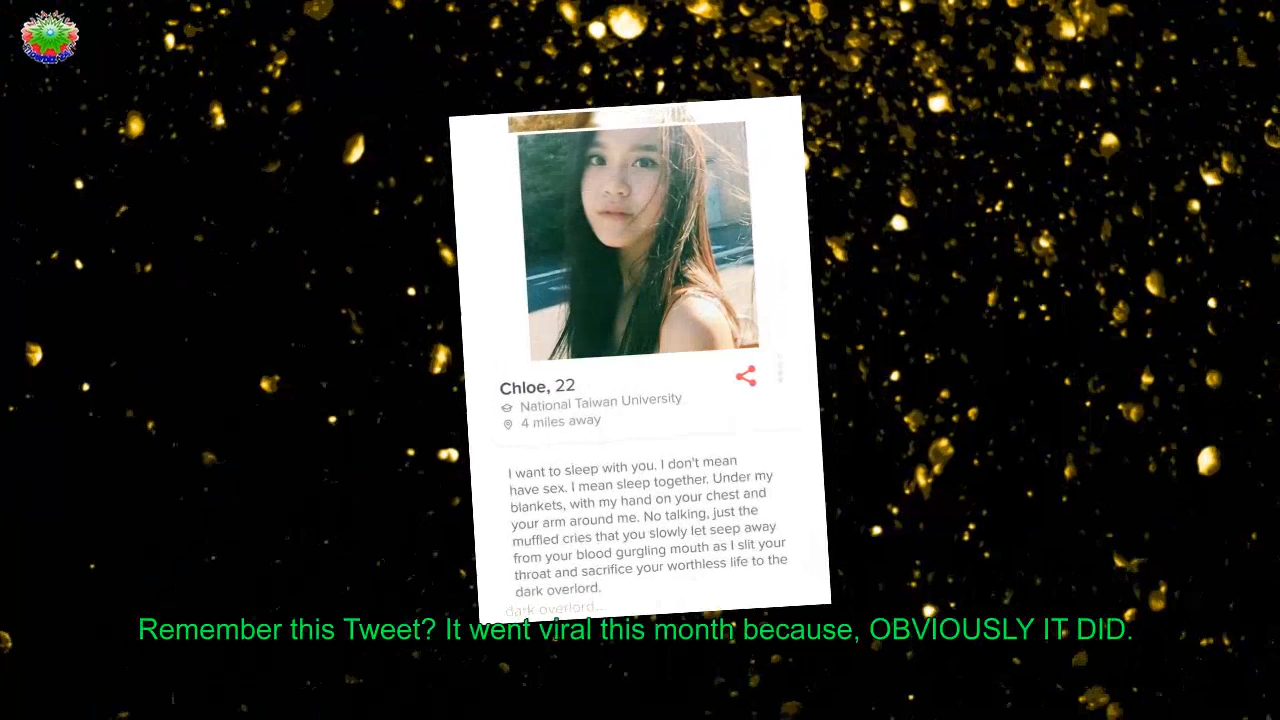 Chloe, 22
National Taiwan University
4 miles away
I want to sleep with you. I don't mean
have sex. I mean sleep together. Under my
blankets, with my hand on your chest and
your arm around me. No talking, just the
muffled cries that you slowly let seep away
from your blood gurgling mouth as I slit your
throat and sacrifice your worthless life to the
dark overlord.
dark overlord...
Remember this Tweet? It went viral this month because, OBVIOUSLY IT DID.